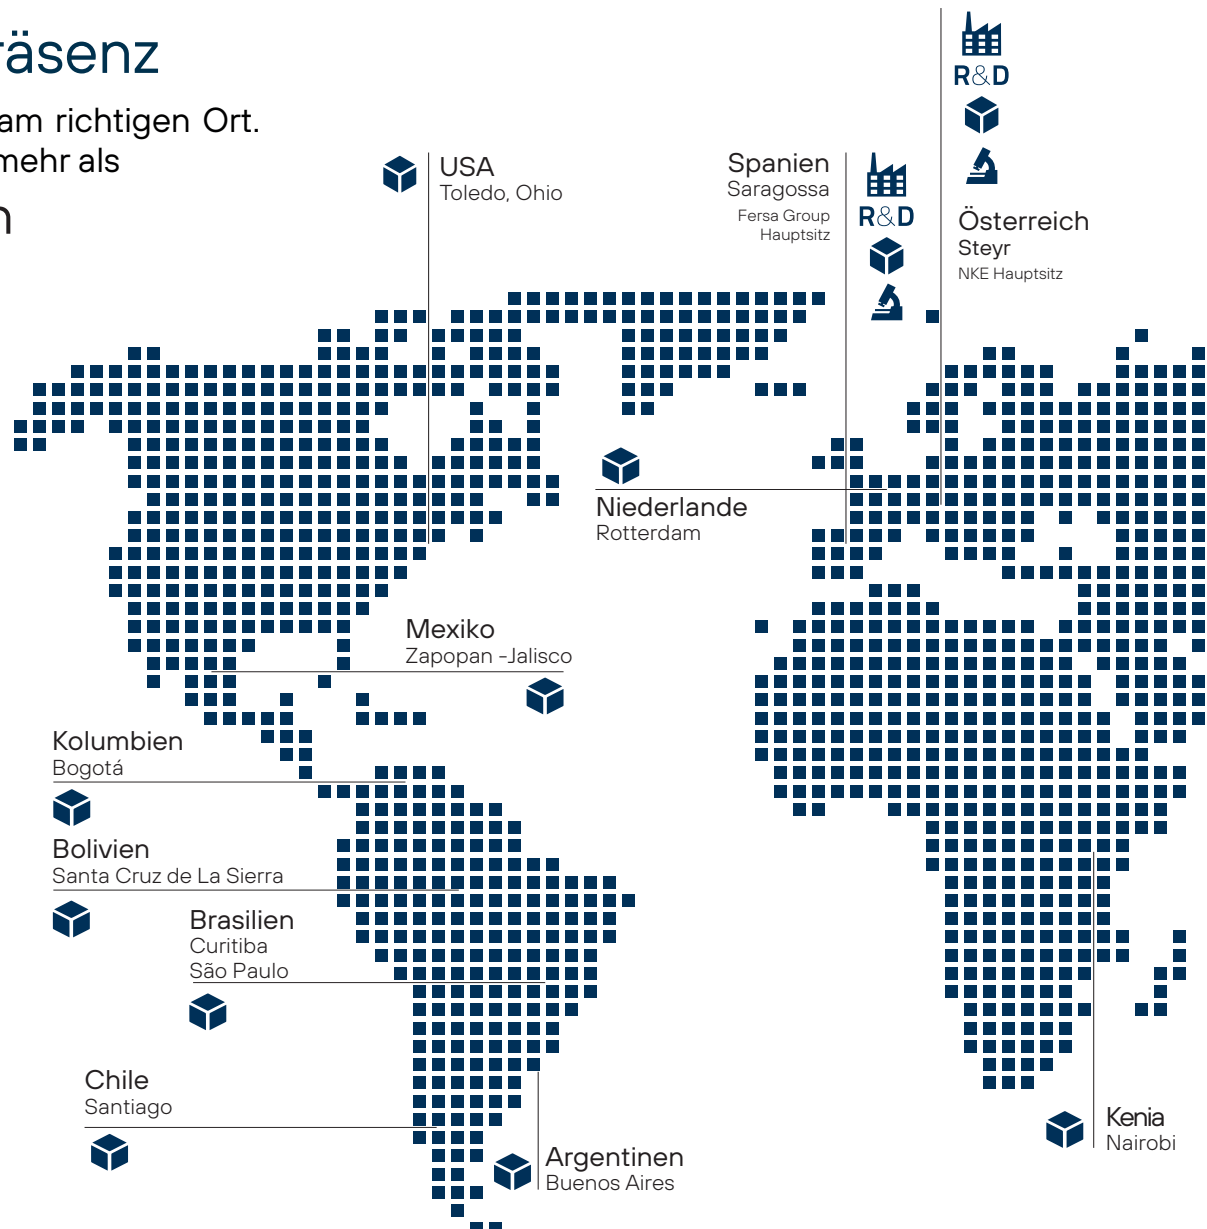 räsenz
am richtigen Ort.
mehr als
n
R&D
USA
Toledo, Ohio
Spanien
Saragossa
Fersa Group
Hauptsitz
R&D
Österreich
Steyr
NKE Hauptsitz
Niederlande
Rotterdam
Mexiko
Zapopan -Jalisco
Kolumbien
Bogotá
Bolivien
Santa Cruz de La Sierra
Brasilien
Curitiba
São Paulo
Chile
Santiago
Argentinen
Buenos Aires
Kenia
Nairobi